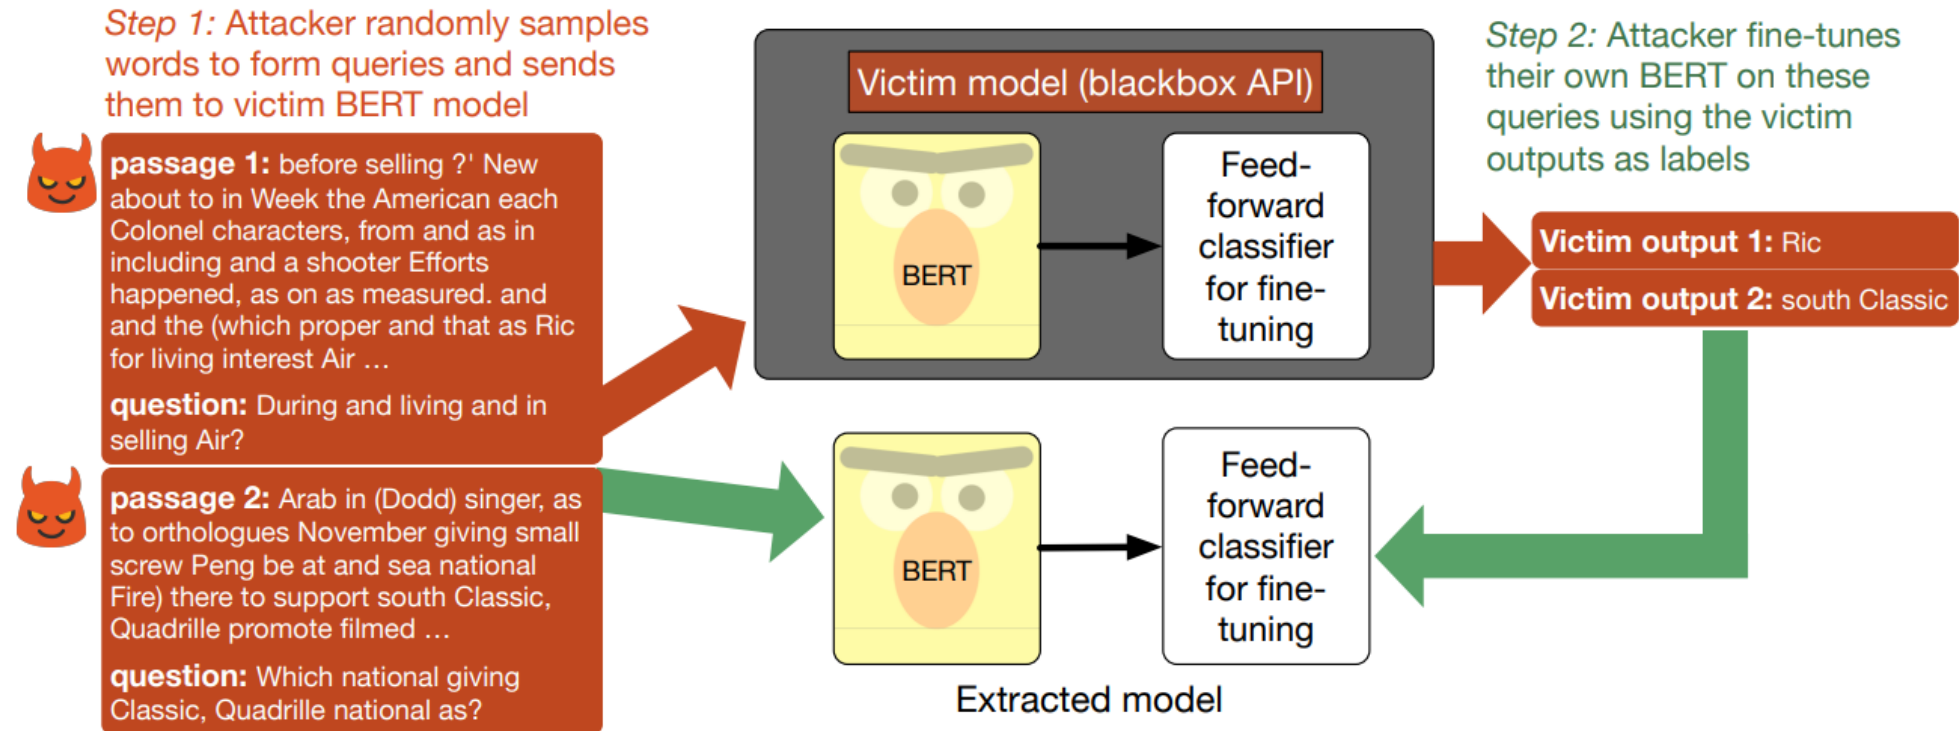 Step 1: Attacker randomly samples
words to form queries and sends
them to victim BERT model
passage 1: before selling ?' New
about to in Week the American each
Colonel characters, from and as in
including and a shooter Efforts
happened, as on as measured. and
and the (which proper and that as Ric
for living interest Air …
question: During and living and in
selling Air?
passage 2: Arab in (Dodd) singer, as
to orthologues November giving small
screw Peng be at and sea national
Fire) there to support south Classic,
Quadrille promote filmed …
question: Which national giving
Classic, Quadrille national as?
Victim model (blackbox API)
BERT
Feed-
forward
classifier
for fine-
tuning
BERT
Feed-
forward
classifier
for fine-
tuning
Extracted model
Step 2: Attacker fine-tunes
their own BERT on these
queries using the victim
outputs as labels
Victim output 1: Ric
Victim output 2: south Classic